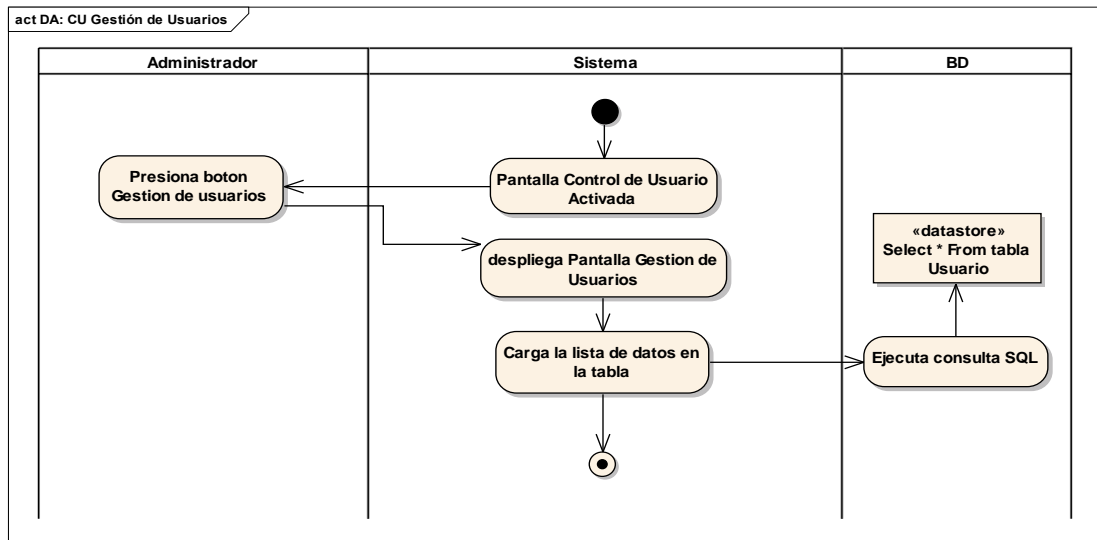 act DA: CU Gestión de Usuarios
Administrador
Sistema
BD
Presiona boton
Gestion de usuarios
Pantalla Control de Usuario
Activada
despliega Pantalla Gestion de
Usuarios
«datastore»
Select * From tabla
Usuario
Carga la lista de datos en
la tabla
Ejecuta consulta SQL